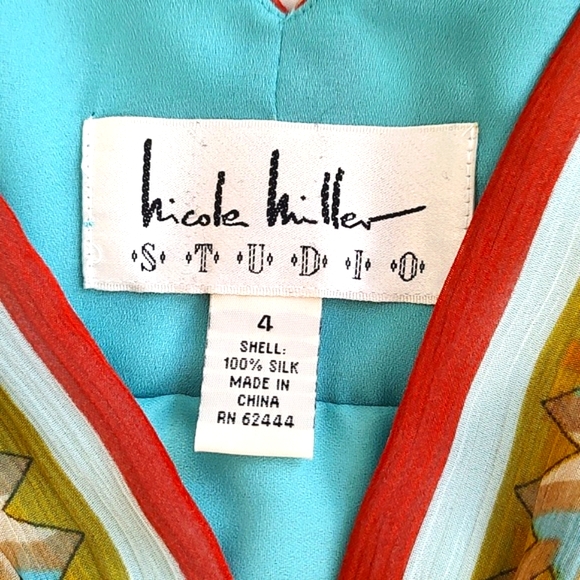 nicole miller
STUDIO
4
SHELL:
100% SILK
MADE IN
CHINA
RN 62444